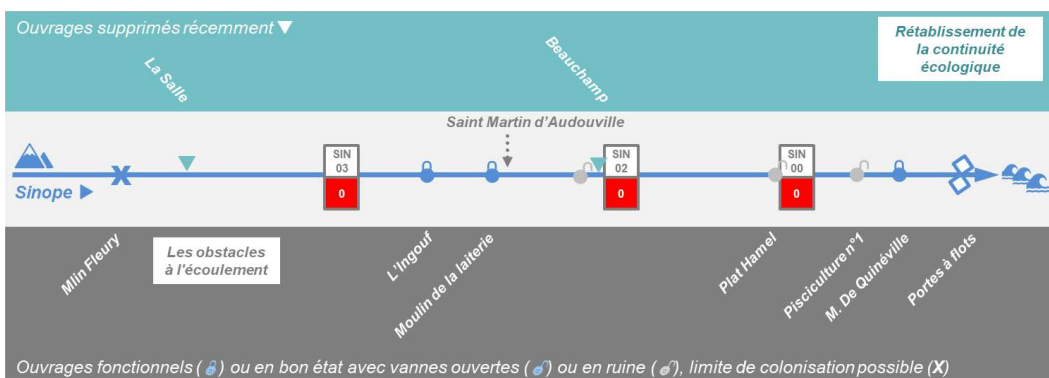 Ouvrages supprimés récemment
La Salle
Beauchamp
Rétablissement de
la continuité
écologique
Saint Martin d'Audouville
Sinope
SIN
03
0
SIN
02
0
SIN
00
0
Mlin Fleury
Les obstacles
à l'écoulement
L'Ingouf
Moulin de la laiterie
Plat Hamel
Pisciculture n°1
M. De Quinéville
Portes à flots
Ouvrages fonctionnels ( ) ou en bon état avec vannes ouvertes ( ) ou en ruine ( ), limite de colonisation possible (X)